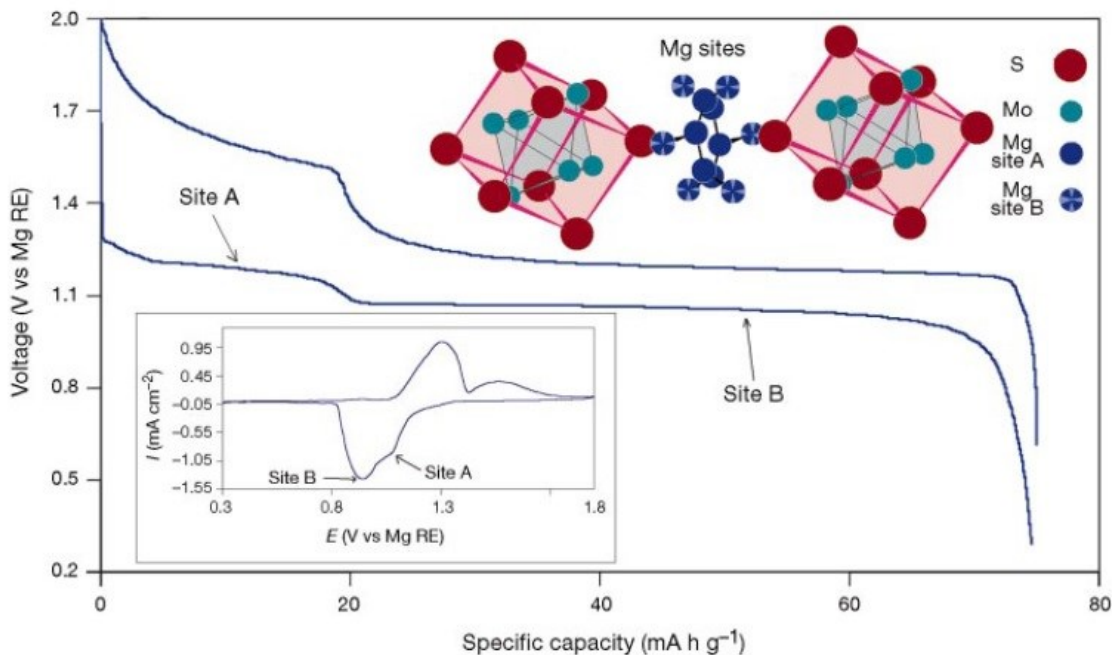 2.0
1.7
1.4
1.1
0.8
0.5
0.2
Voltage (V vs Mg RE)
0
20
40
60
80
Specific capacity (mA h g⁻¹)
Site A
Site B
Mg sites
S
Mo
Mg
site A
Mg
site B
0.95
0.45
−0.05
−0.55
−1.05
−1.55
I (mA cm⁻²)
0.3
0.8
1.3
1.8
E (V vs Mg RE)
Site B
Site A